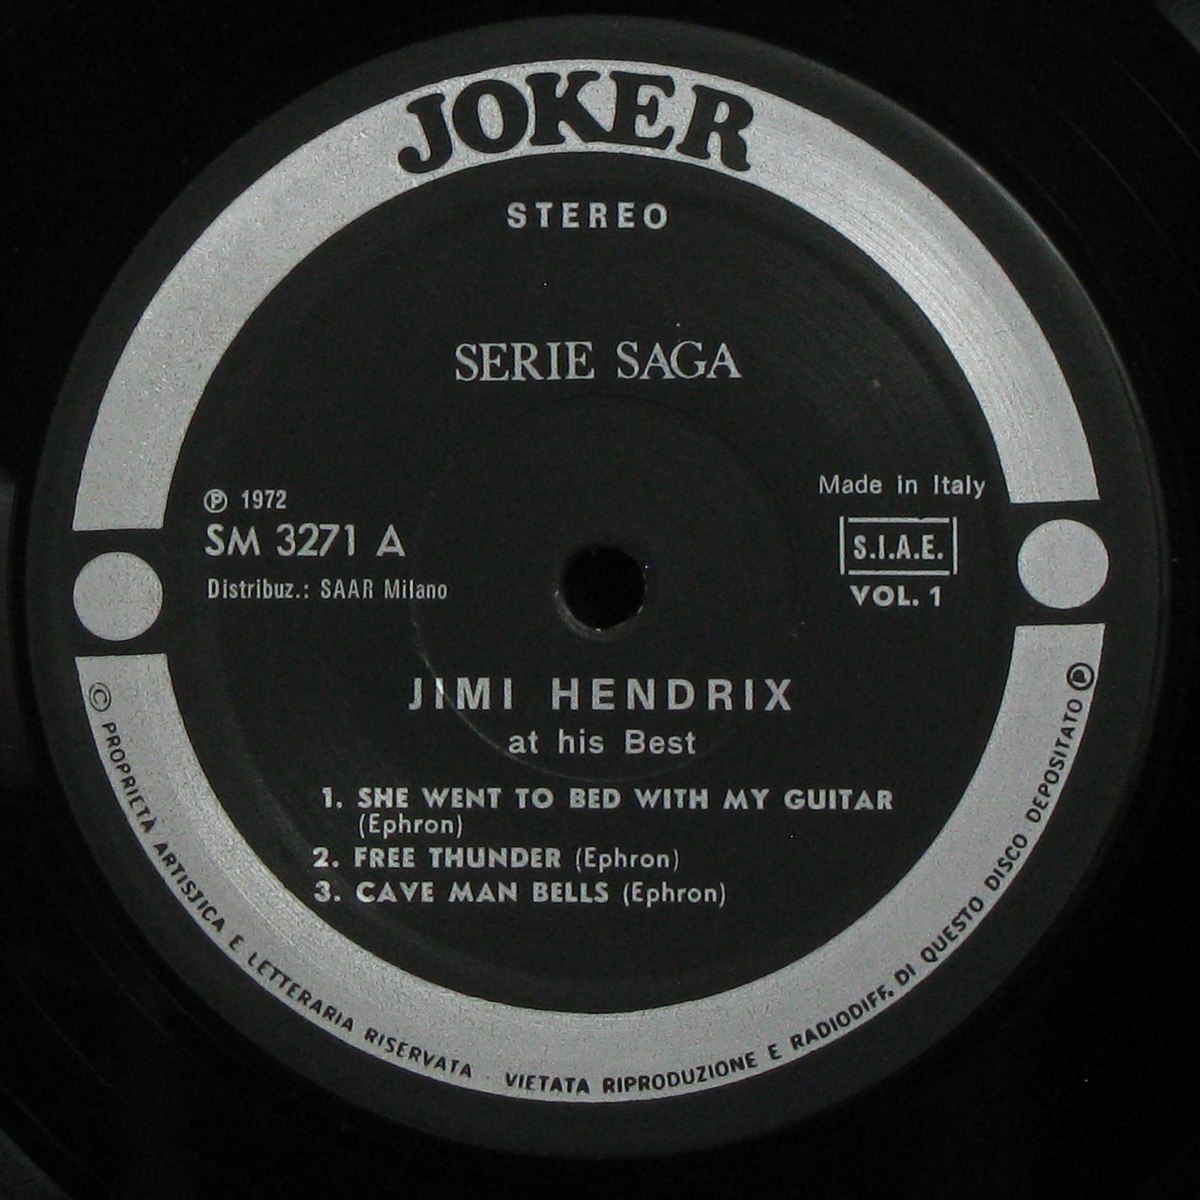 JOKER
STEREO
SERIE SAGA
Ⓟ 1972
SM 3271 A
Distribuz.: SAAR Milano
Made in Italy
S.I.A.E.
VOL. 1
JIMI HENDRIX
at his Best
1. SHE WENT TO BED WITH MY GUITAR
(Ephron)
2. FREE THUNDER (Ephron)
3. CAVE MAN BELLS (Ephron)
© PROPRIETÀ ARTISTICA E LETTERARIA RISERVATA VIETATA RIPRODUZIONE E RADIODIFF. DI QUESTO DISCO DEPOSITATO Ⓟ